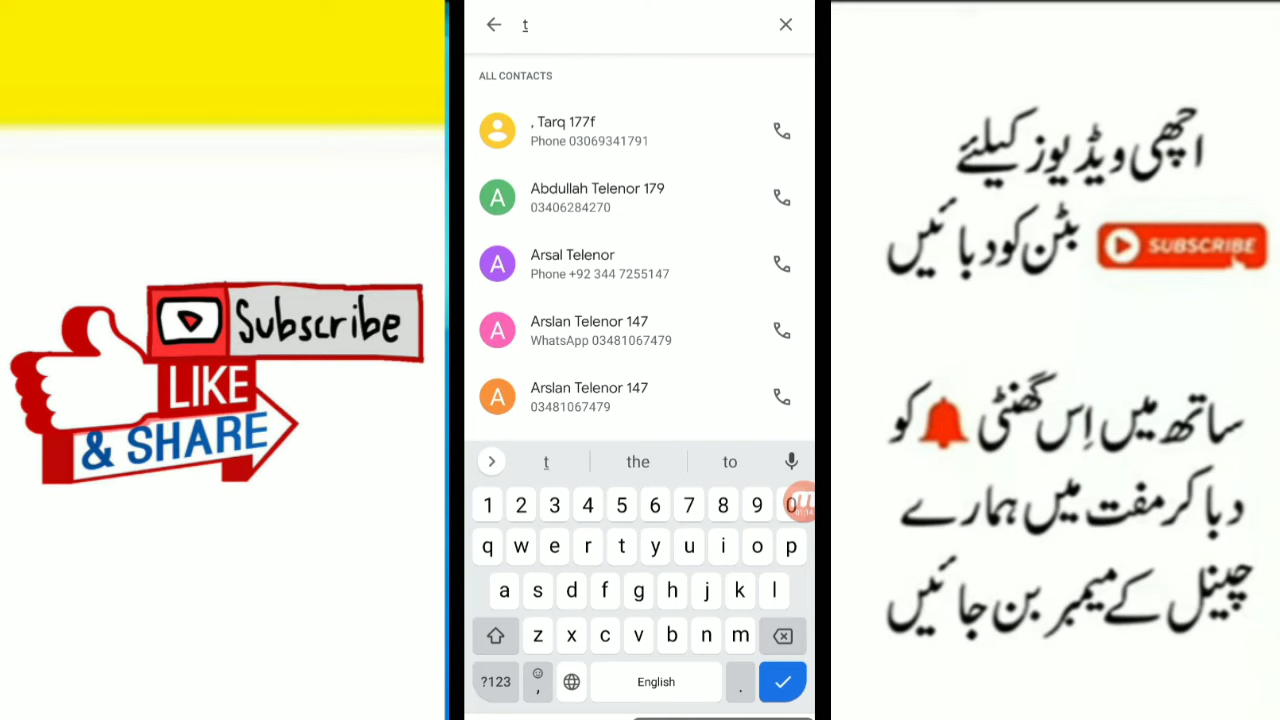 Subscribe
LIKE
& SHARE
t
ALL CONTACTS
, Tarq 177f
Phone 03069341791
A
Abdullah Telenor 179
03406284270
A
Arsal Telenor
Phone +92 344 7255147
A
Arslan Telenor 147
WhatsApp 03481067479
A
Arslan Telenor 147
03481067479
t the to
1 2 3 4 5 6 7 8 9 0
01:14
q w e r t y u i o p
a s d f g h j k l
z x c v b n m
?123 , English .
اچھی ویڈیوز کیلئے
SUBSCRIBE بٹن کو دبائیں
ساتھ میں اِس گھنٹی کو
دبا کر مفت میں ہمارے
چینل کے میمبر بن جائیں